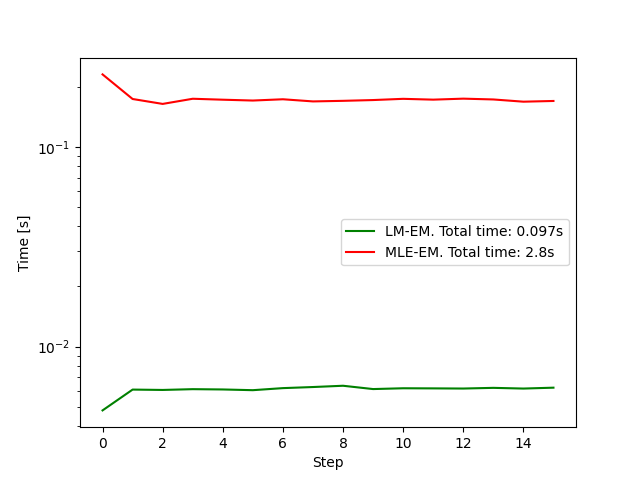 10⁻¹
10⁻²
Time [s]
LM-EM. Total time: 0.097s
MLE-EM. Total time: 2.8s
0 2 4 6 8 10 12 14
Step